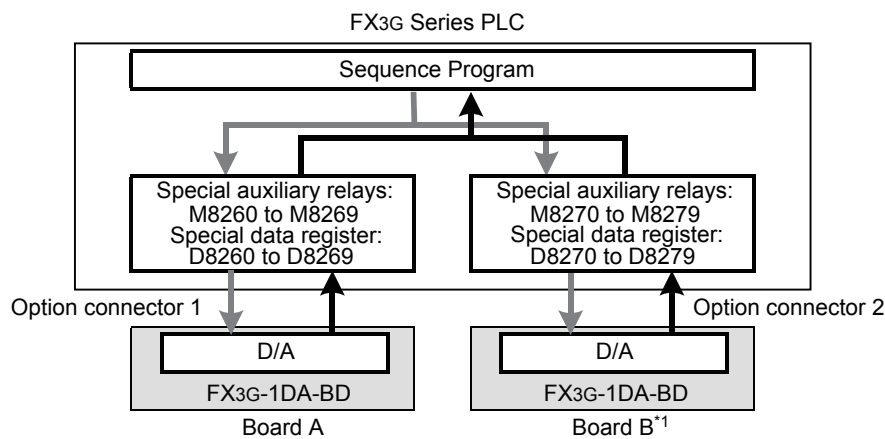 FX3G Series PLC
Sequence Program
Special auxiliary relays:
M8260 to M8269
Special data register:
D8260 to D8269
Special auxiliary relays:
M8270 to M8279
Special data register:
D8270 to D8279
Option connector 1
Option connector 2
D/A
FX3G-1DA-BD
Board A
D/A
FX3G-1DA-BD
Board B*1